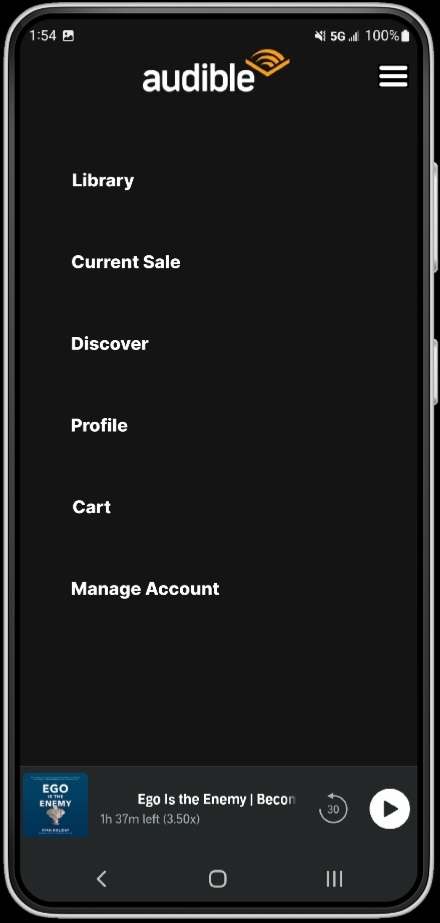 1:54 5G 100%
audible
Library
Current Sale
Discover
Profile
Cart
Manage Account
EGO
IS THE
ENEMY
RYAN HOLIDAY
Ego Is the Enemy | Becon
1h 37m left (3.50x)
30